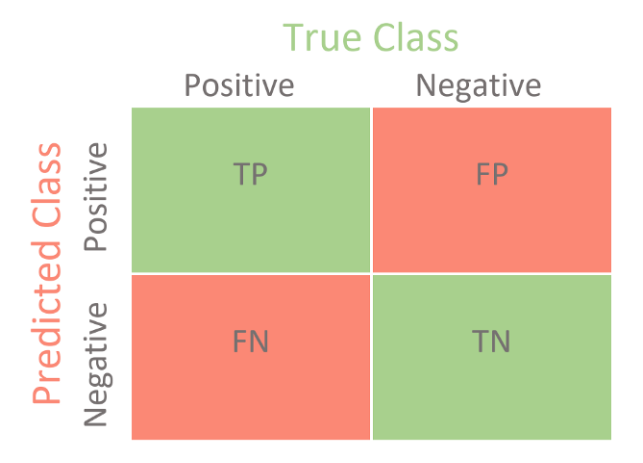 True Class
Positive Negative
Predicted Class
Positive
TP FP
Negative
FN TN